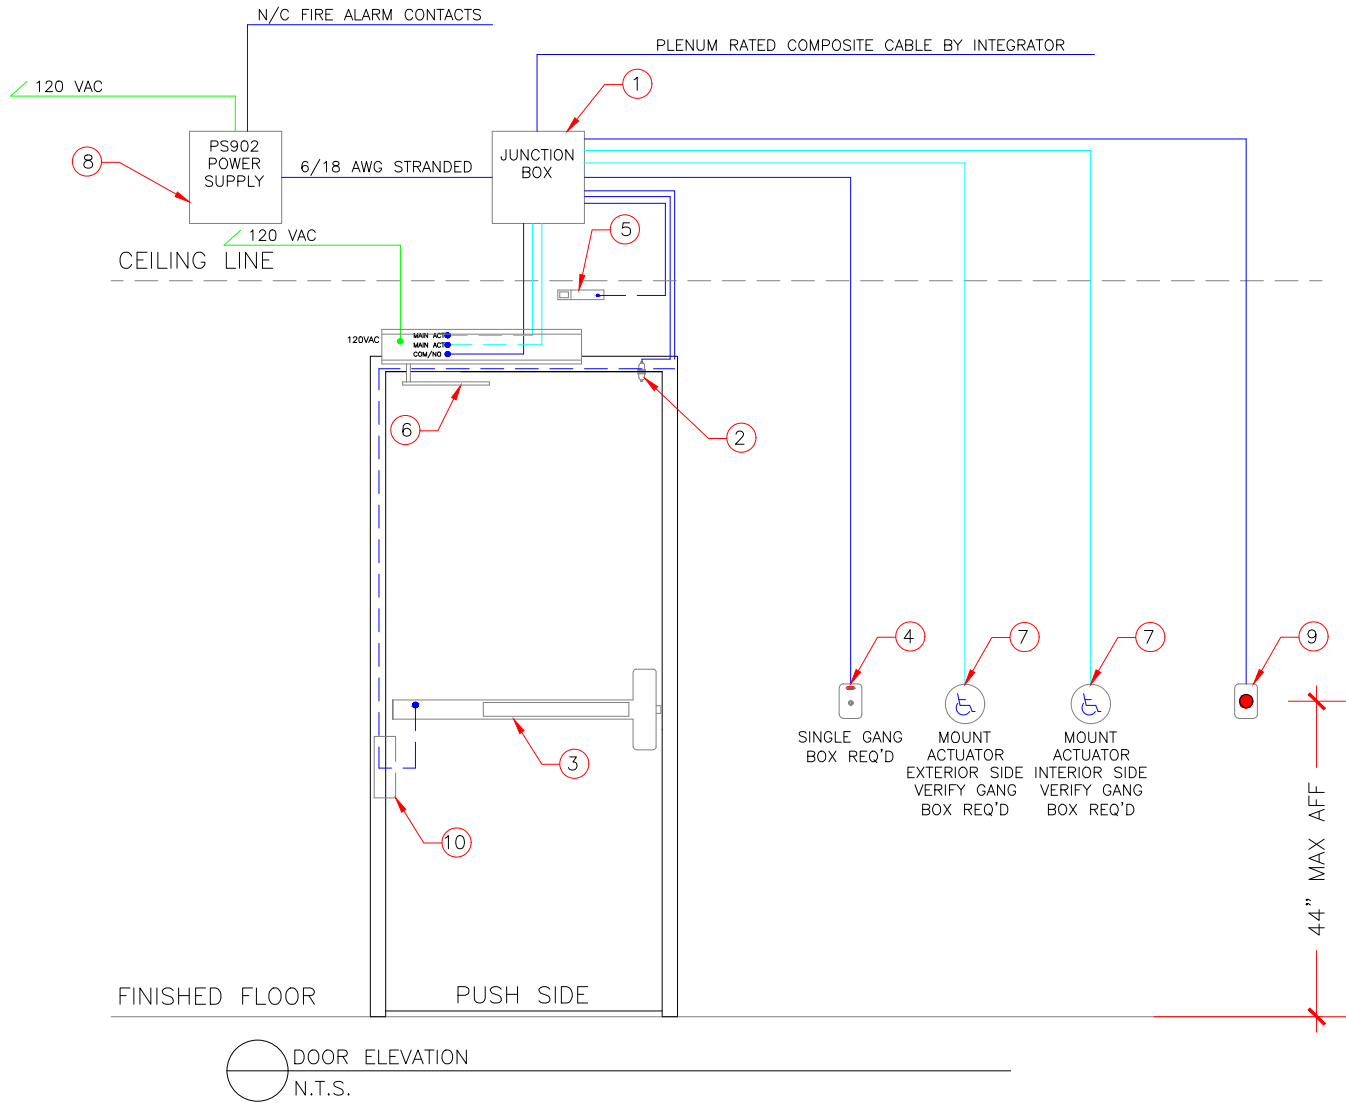 N/C FIRE ALARM CONTACTS
PLENUM RATED COMPOSITE CABLE BY INTEGRATOR
120 VAC
1
PS902
POWER
SUPPLY
8
6/18 AWG STRANDED
JUNCTION
BOX
120 VAC
5
CEILING LINE
120VAC
MAIN ACT
MAIN ACT
COM/NO
6
2
4
7
7
9
SINGLE GANG
BOX REQ'D
MOUNT
ACTUATOR
EXTERIOR SIDE
VERIFY GANG
BOX REQ'D
MOUNT
ACTUATOR
INTERIOR SIDE
VERIFY GANG
BOX REQ'D
3
10
44" MAX AFF
FINISHED FLOOR
PUSH SIDE
DOOR ELEVATION
N.T.S.